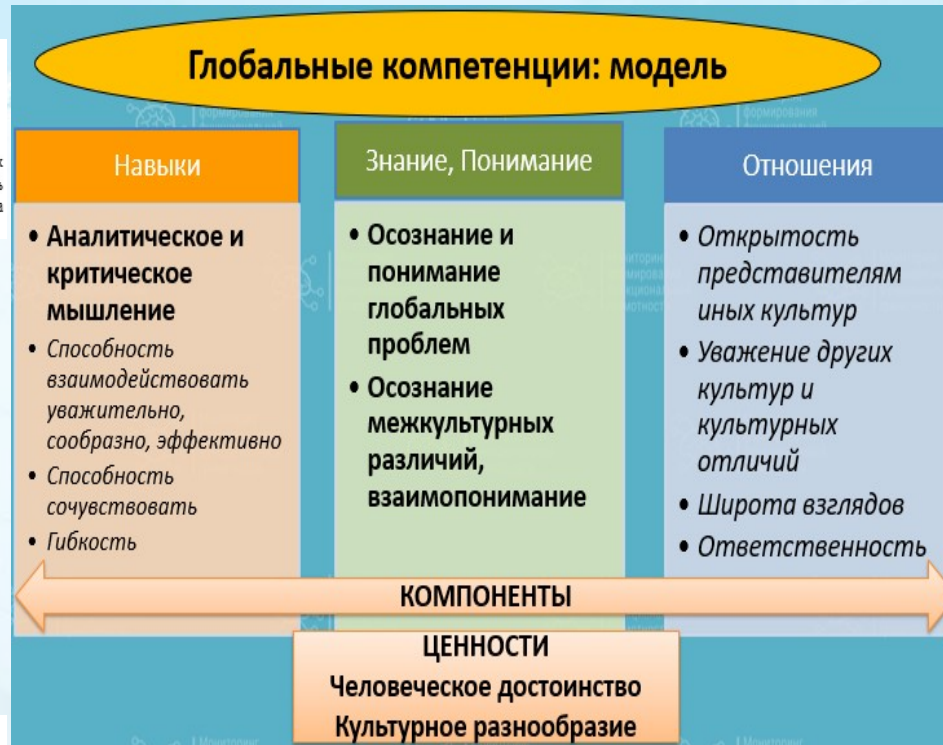 Глобальные компетенции: модель
Навыки
• Аналитическое и
критическое
мышление
• Способность
взаимодействовать
уважительно,
сообразно, эффективно
• Способность
сочувствовать
• Гибкость
Знание, Понимание
• Осознание и
понимание
глобальных
проблем
• Осознание
межкультурных
различий,
взаимопонимание
Отношения
• Открытость
представителям
иных культур
• Уважение других
культур и
культурных
отличий
• Широта взглядов
• Ответственность
КОМПОНЕНТЫ
ЦЕННОСТИ
Человеческое достоинство
Культурное разнообразие